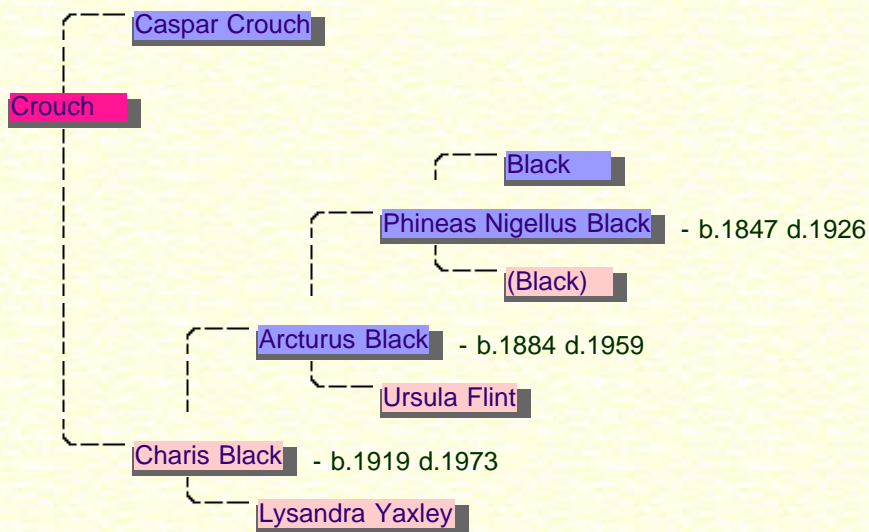 Caspar Crouch
Crouch
Black
Phineas Nigellus Black - b.1847 d.1926
(Black)
Arcturus Black - b.1884 d.1959
Ursula Flint
Charis Black - b.1919 d.1973
Lysandra Yaxley